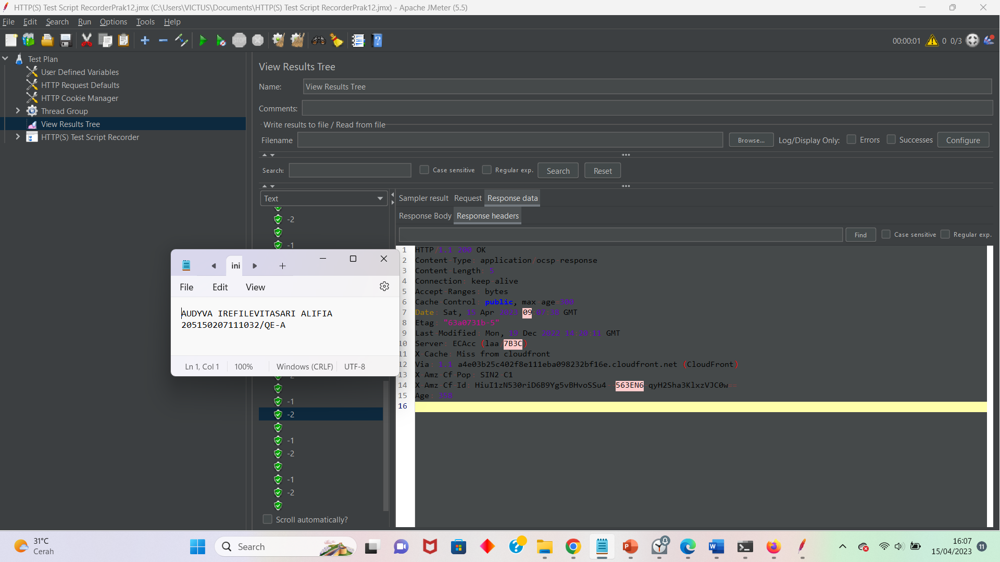 HTTP(S) Test Script RecorderPrak12.jmx (C:\Users\VICTUS\Documents\HTTP(S) Test Script RecorderPrak12.jmx) - Apache JMeter (5.5)
File Edit Search Run Options Tools Help
00:00:01 0 0/3
Test Plan
User Defined Variables
HTTP Request Defaults
HTTP Cookie Manager
Thread Group
View Results Tree
HTTP(S) Test Script Recorder
View Results Tree
Name: View Results Tree
Comments:
Write results to file / Read from file
Filename Browse... Log/Display Only: Errors Successes Configure
Search: Case sensitive Regular exp. Search Reset
Text
-2
-1
-2
-1
-2
-1
-2
-1
-2
Scroll automatically?
Sampler result Request Response data
Response Body Response headers
Find Case sensitive Regular exp.
1 HTTP/1.1 200 OK
2 Content-Type: application/ocsp-response
3 Content-Length: 5
4 Connection: keep-alive
5 Accept-Ranges: bytes
6 Cache-Control: public, max-age=300
7 Date: Sat, 15 Apr 2023 09:07:38 GMT
8 Etag: "63a0731b-5"
9 Last-Modified: Mon, 19 Dec 2022 14:20:11 GMT
10 Server: ECAcc (laa/7B3C)
11 X-Cache: Miss from cloudfront
12 Via: 1.1 a4e03b25c402f8e111eba098232bf16e.cloudfront.net (CloudFront)
13 X-Amz-Cf-Pop: SIN2-C1
14 X-Amz-Cf-Id: HiuI1zN530riD6B9Yg5vBHvoSSu4--563EN6-qyH2Sha3KlxzVJC0w==
15 Age: 358
16
ini
File Edit View
AUDYVA IREFILEVITASARI ALIFIA
205150207111032/QE-A
Ln 1, Col 1 100% Windows (CRLF) UTF-8
31°C
Cerah
Search
16:07
15/04/2023
11